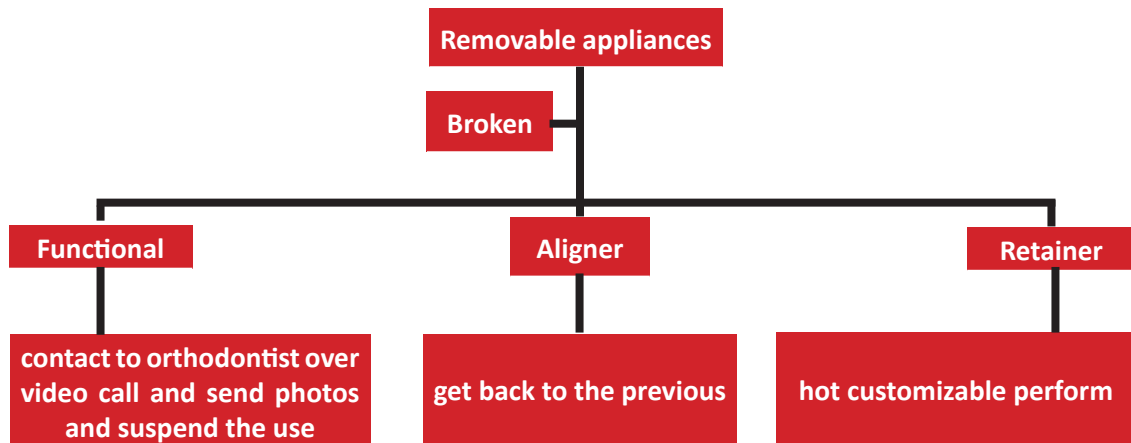 Removable appliances
Broken
Functional
Aligner
Retainer
contact to orthodontist over
video call and send photos
and suspend the use
get back to the previous
hot customizable perform